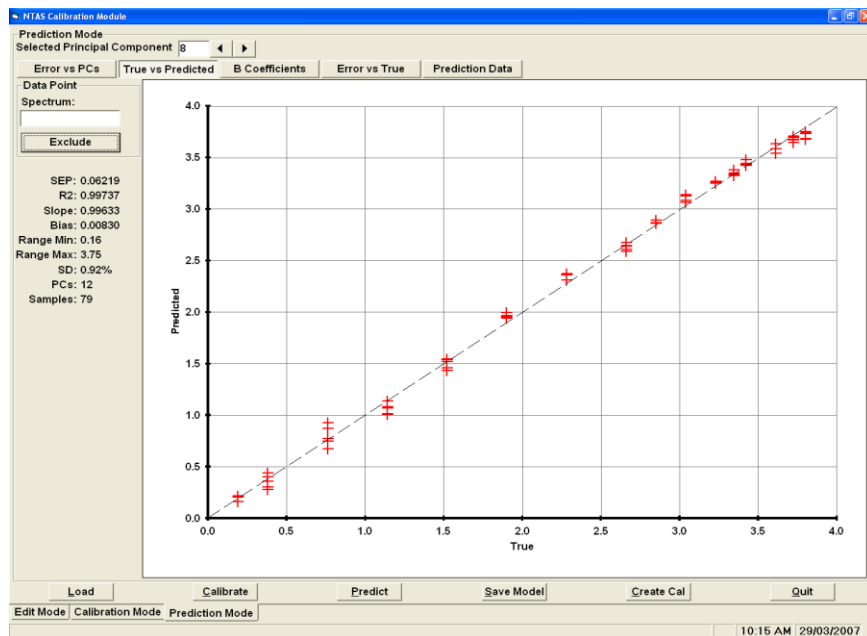 NTAS Calibration Module
Prediction Mode
Selected Principal Component 8
Error vs PCs True vs Predicted B Coefficients Error vs True Prediction Data
Data Point
Spectrum:
Exclude
SEP: 0.06219
R2: 0.99737
Slope: 0.99633
Bias: 0.00830
Range Min: 0.16
Range Max: 3.75
SD: 0.92%
PCs: 12
Samples: 79
4.0
3.5
3.0
2.5
2.0
1.5
1.0
0.5
0.0
Predicted
0.0 0.5 1.0 1.5 2.0 2.5 3.0 3.5 4.0
True
Load Calibrate Predict Save Model Create Cal Quit
Edit Mode Calibration Mode Prediction Mode
10:15 AM 29/03/2007